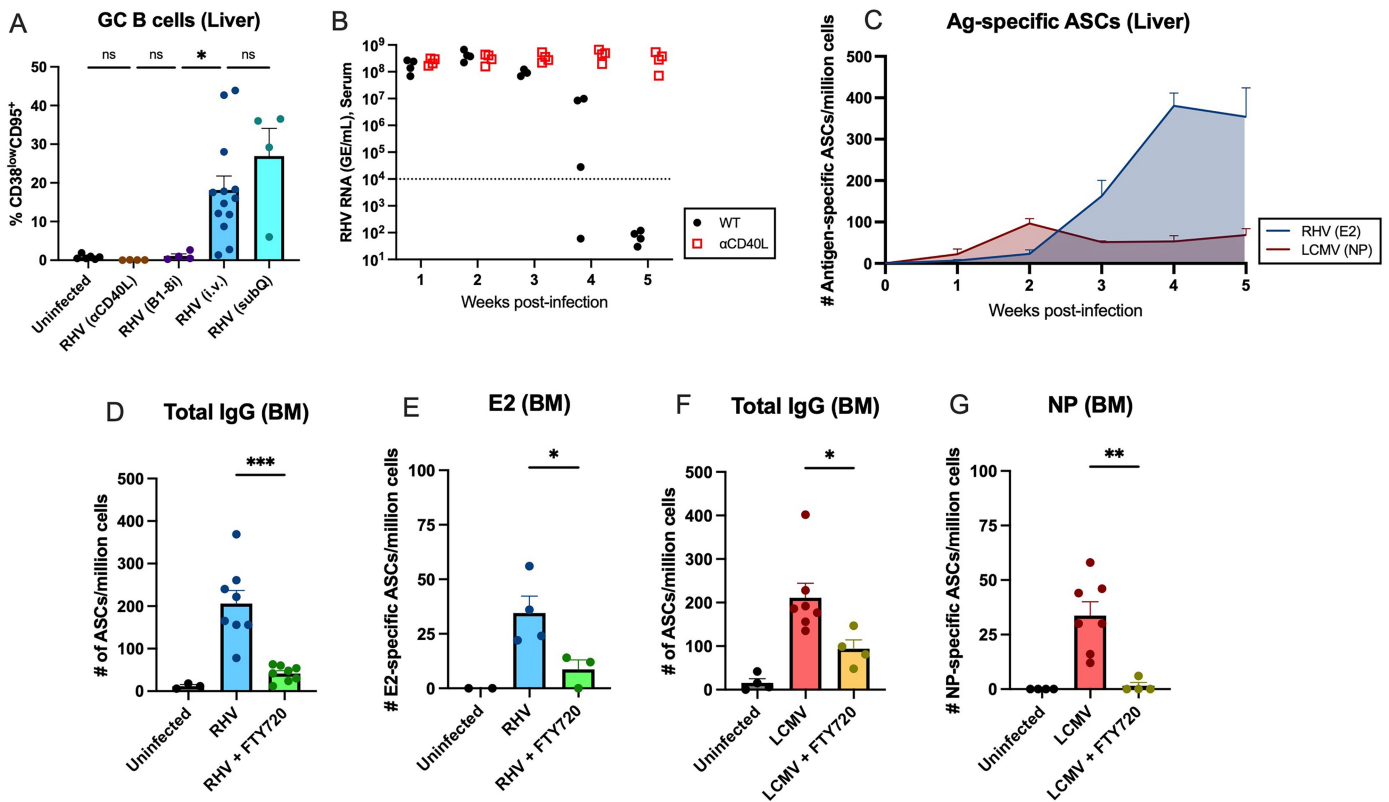 A
GC B cells (Liver)
ns
ns
*
ns
% CD38lowCD95+
50
40
30
20
10
0
Uninfected
RHV (αCD40L)
RHV (B1-8i)
RHV (i.v.)
RHV (subQ)
B
RHV RNA (GE/mL), Serum
10⁹
10⁸
10⁷
10⁶
10⁵
10⁴
10³
10²
10¹
1 2 3 4 5
Weeks post-infection
WT
αCD40L
C
Ag-specific ASCs (Liver)
# Antigen-specific ASCs/million cells
500
400
300
200
100
0
0 1 2 3 4 5
Weeks post-infection
RHV (E2)
LCMV (NP)
D
Total IgG (BM)
***
# of ASCs/million cells
500
400
300
200
100
0
Uninfected
RHV
RHV + FTY720
E
E2 (BM)
*
# E2-specific ASCs/million cells
100
75
50
25
0
Uninfected
RHV
RHV + FTY720
F
Total IgG (BM)
*
# of ASCs/million cells
500
400
300
200
100
0
Uninfected
LCMV
LCMV + FTY720
G
NP (BM)
**
# NP-specific ASCs/million cells
100
75
50
25
0
Uninfected
LCMV
LCMV + FTY720